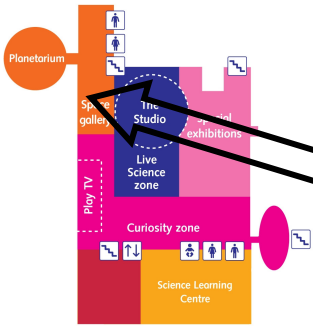 Planetarium
Space
gallery
The
Studio
Special
exhibitions
Live
Science
zone
Play TV
Curiosity zone
Science Learning
Centre